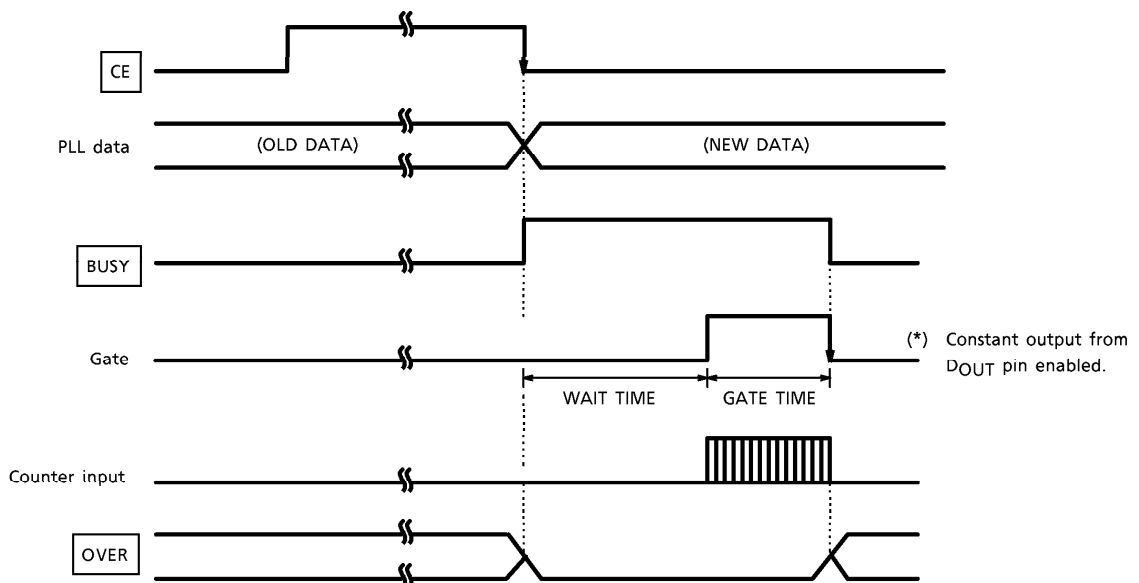 CE
PLL data
(OLD DATA)
(NEW DATA)
BUSY
Gate
(*) Constant output from
DOUT pin enabled.
WAIT TIME
GATE TIME
Counter input
OVER